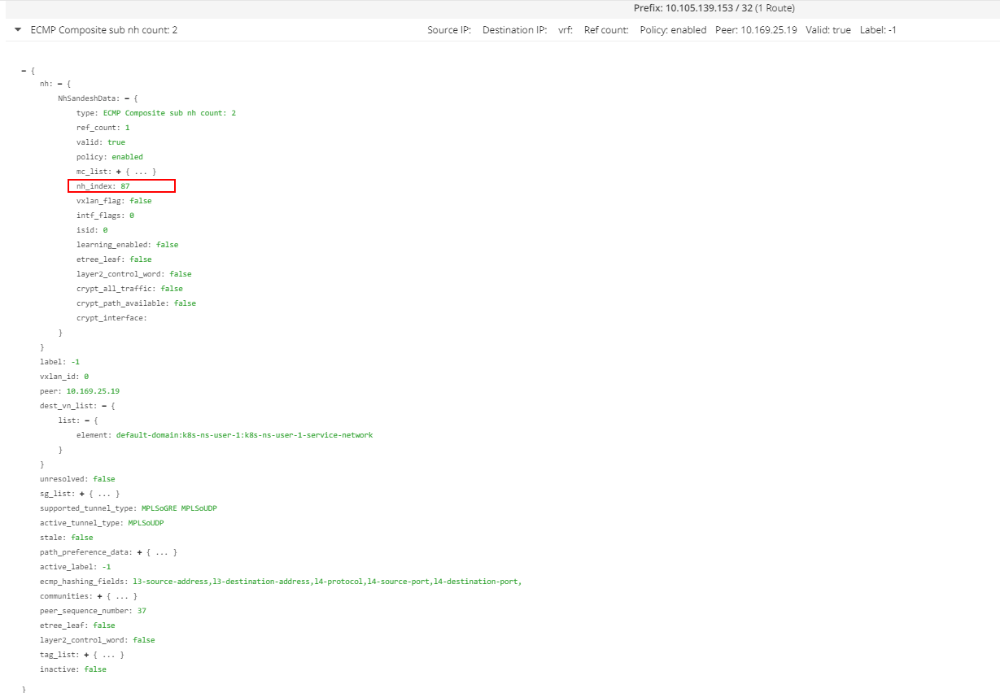 Prefix: 10.105.139.153 / 32 (1 Route)
ECMP Composite sub nh count: 2 Source IP: Destination IP: vrf: Ref count: Policy: enabled Peer: 10.169.25.19 Valid: true Label: -1
− {
nh: − {
NhSandeshData: − {
type: ECMP Composite sub nh count: 2
ref_count: 1
valid: true
policy: enabled
mc_list: + { ... }
nh_index: 87
vxlan_flag: false
intf_flags: 0
isid: 0
learning_enabled: false
etree_leaf: false
layer2_control_word: false
crypt_all_traffic: false
crypt_path_available: false
crypt_interface:
}
}
label: -1
vxlan_id: 0
peer: 10.169.25.19
dest_vn_list: − {
list: − {
element: default-domain:k8s-ns-user-1:k8s-ns-user-1-service-network
}
}
unresolved: false
sg_list: + { ... }
supported_tunnel_type: MPLSoGRE MPLSoUDP
active_tunnel_type: MPLSoUDP
stale: false
path_preference_data: + { ... }
active_label: -1
ecmp_hashing_fields: l3-source-address,l3-destination-address,l4-protocol,l4-source-port,l4-destination-port,
communities: + { ... }
peer_sequence_number: 37
etree_leaf: false
layer2_control_word: false
tag_list: + { ... }
inactive: false
}